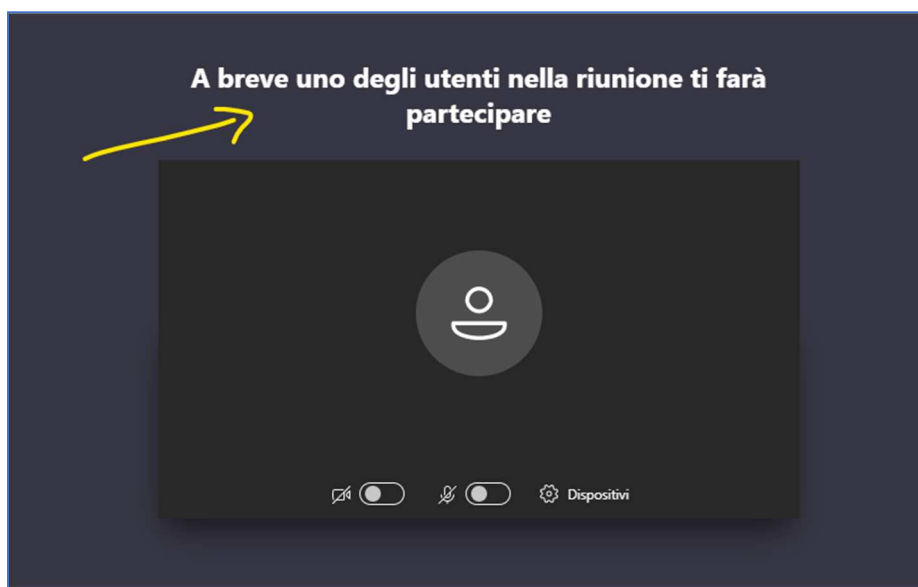 A breve uno degli utenti nella riunione ti farà
partecipare
Dispositivi